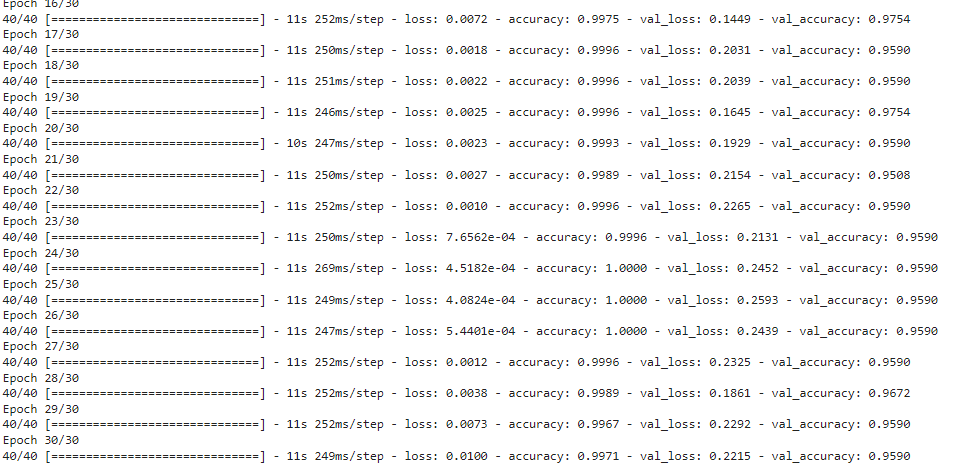 Epoch 16/30
40/40 [==============================] - 11s 252ms/step - loss: 0.0072 - accuracy: 0.9975 - val_loss: 0.1449 - val_accuracy: 0.9754
Epoch 17/30
40/40 [==============================] - 11s 250ms/step - loss: 0.0018 - accuracy: 0.9996 - val_loss: 0.2031 - val_accuracy: 0.9590
Epoch 18/30
40/40 [==============================] - 11s 251ms/step - loss: 0.0022 - accuracy: 0.9996 - val_loss: 0.2039 - val_accuracy: 0.9590
Epoch 19/30
40/40 [==============================] - 11s 246ms/step - loss: 0.0025 - accuracy: 0.9996 - val_loss: 0.1645 - val_accuracy: 0.9754
Epoch 20/30
40/40 [==============================] - 10s 247ms/step - loss: 0.0023 - accuracy: 0.9993 - val_loss: 0.1929 - val_accuracy: 0.9590
Epoch 21/30
40/40 [==============================] - 11s 250ms/step - loss: 0.0027 - accuracy: 0.9989 - val_loss: 0.2154 - val_accuracy: 0.9508
Epoch 22/30
40/40 [==============================] - 11s 252ms/step - loss: 0.0010 - accuracy: 0.9996 - val_loss: 0.2265 - val_accuracy: 0.9590
Epoch 23/30
40/40 [==============================] - 11s 250ms/step - loss: 7.6562e-04 - accuracy: 0.9996 - val_loss: 0.2131 - val_accuracy: 0.9590
Epoch 24/30
40/40 [==============================] - 11s 269ms/step - loss: 4.5182e-04 - accuracy: 1.0000 - val_loss: 0.2452 - val_accuracy: 0.9590
Epoch 25/30
40/40 [==============================] - 11s 249ms/step - loss: 4.0824e-04 - accuracy: 1.0000 - val_loss: 0.2593 - val_accuracy: 0.9590
Epoch 26/30
40/40 [==============================] - 11s 247ms/step - loss: 5.4401e-04 - accuracy: 1.0000 - val_loss: 0.2439 - val_accuracy: 0.9590
Epoch 27/30
40/40 [==============================] - 11s 252ms/step - loss: 0.0012 - accuracy: 0.9996 - val_loss: 0.2325 - val_accuracy: 0.9590
Epoch 28/30
40/40 [==============================] - 11s 252ms/step - loss: 0.0038 - accuracy: 0.9989 - val_loss: 0.1861 - val_accuracy: 0.9672
Epoch 29/30
40/40 [==============================] - 11s 252ms/step - loss: 0.0073 - accuracy: 0.9967 - val_loss: 0.2292 - val_accuracy: 0.9590
Epoch 30/30
40/40 [==============================] - 11s 249ms/step - loss: 0.0100 - accuracy: 0.9971 - val_loss: 0.2215 - val_accuracy: 0.9590